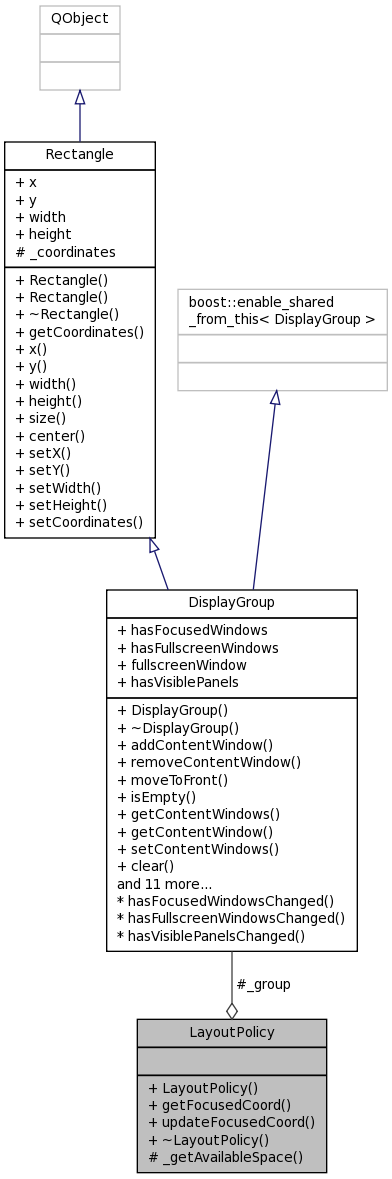 QObject
Rectangle
+ x
+ y
+ width
+ height
# _coordinates
+ Rectangle()
+ Rectangle()
+ ~Rectangle()
+ getCoordinates()
+ x()
+ y()
+ width()
+ height()
+ size()
+ center()
+ setX()
+ setY()
+ setWidth()
+ setHeight()
+ setCoordinates()
boost::enable_shared
_from_this< DisplayGroup >
DisplayGroup
+ hasFocusedWindows
+ hasFullscreenWindows
+ fullscreenWindow
+ hasVisiblePanels
+ DisplayGroup()
+ ~DisplayGroup()
+ addContentWindow()
+ removeContentWindow()
+ moveToFront()
+ isEmpty()
+ getContentWindows()
+ getContentWindow()
+ setContentWindows()
+ clear()
and 11 more...
* hasFocusedWindowsChanged()
* hasFullscreenWindowsChanged()
* hasVisiblePanelsChanged()
#_group
LayoutPolicy
+ LayoutPolicy()
+ getFocusedCoord()
+ updateFocusedCoord()
+ ~LayoutPolicy()
# _getAvailableSpace()